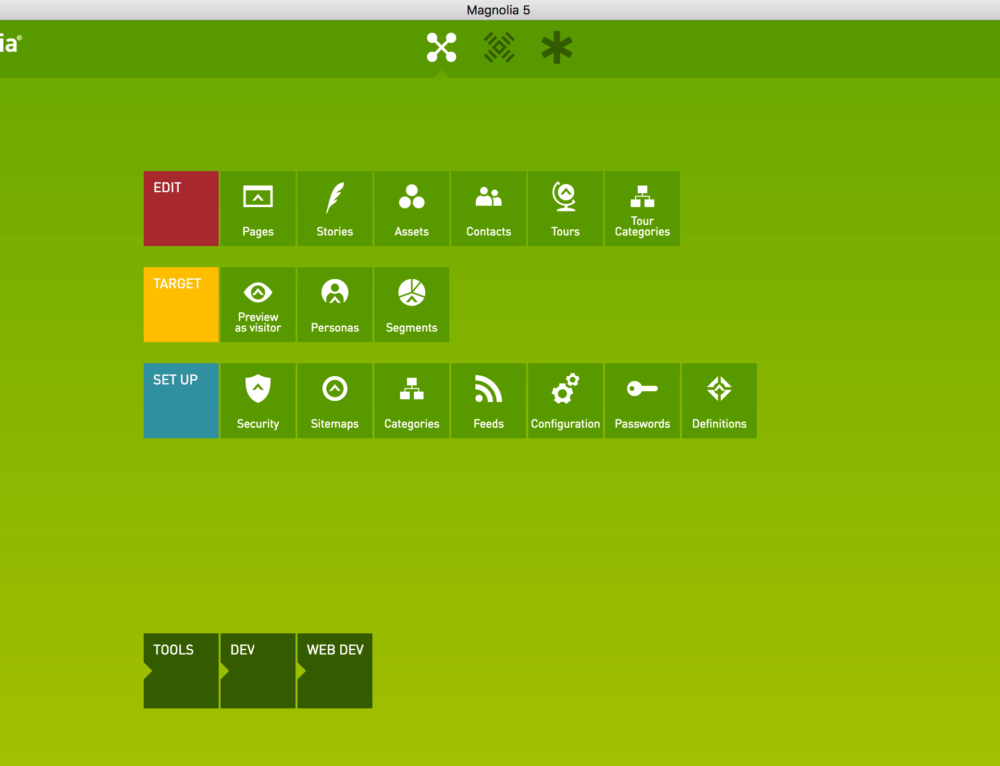 Magnolia 5
ia®
EDIT
Pages
Stories
Assets
Contacts
Tours
Tour
Categories
TARGET
Preview
as visitor
Personas
Segments
SET UP
Security
Sitemaps
Categories
Feeds
Configuration
Passwords
Definitions
TOOLS
DEV
WEB DEV